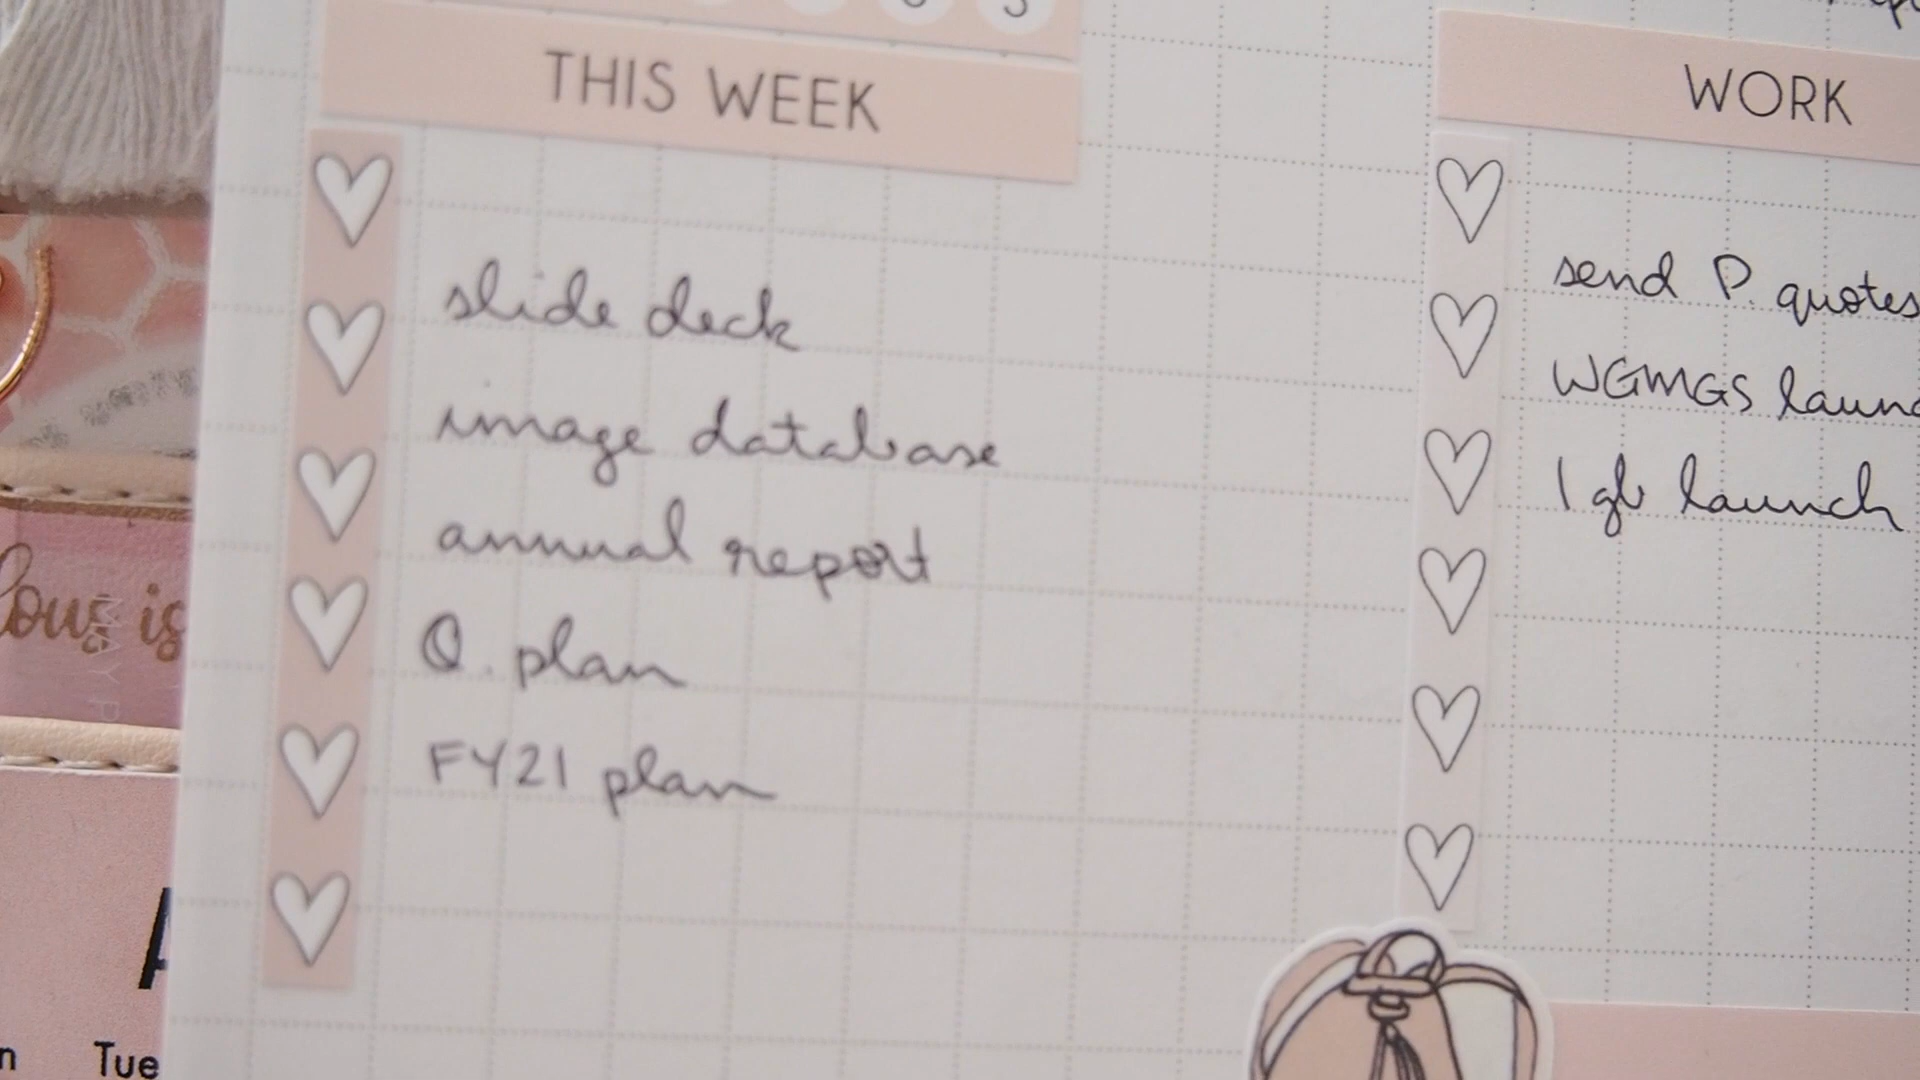 THIS WEEK
slide deck
image database
annual report
Q. plan
FY21 plan
WORK
send P. quotes
WGMGS launc
1 gb launch
is
Tue